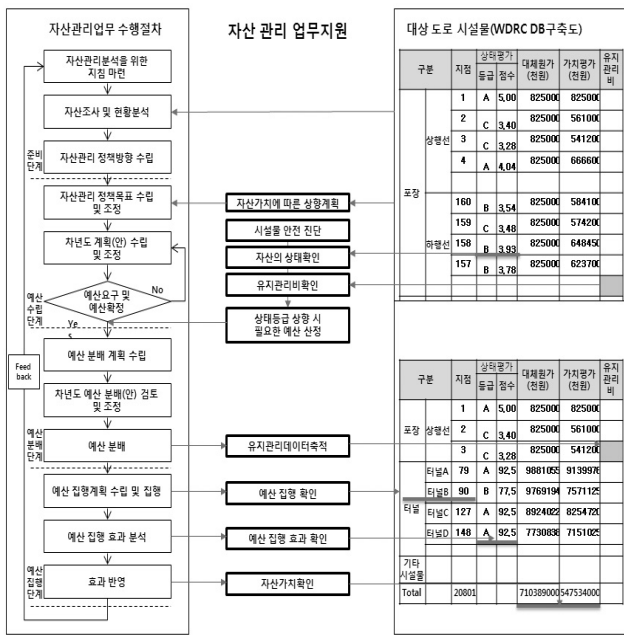 자산관리업무 수행절차
자산관리분석을 위한
지침 마련
자산조사 및 현황분석
자산관리 정책방향 수립
준비
단계
자산관리 정책목표 수립
및 조정
차년도 계획(안) 수립
및 조정
예산요구 및
예산확정
No
Ye
s
예산
수립
단계
예산 분배 계획 수립
Feed
back
차년도 예산 분배(안) 검토
및 조정
예산 분배
예산
분배
단계
예산 집행계획 수립 및 집행
예산 집행 효과 분석
효과 반영
예산
집행
단계
자산 관리 업무지원
자산가치에 따른 상향계획
시설물 안전 진단
자산의 상태확인
유지관리비확인
상태등급 상향 시
필요한 예산 산정
유지관리데이터축적
예산 집행 확인
예산 집행 효과 확인
자산가치확인
대상 도로 시설물(WDRC DB구축도)
구분 지점 상태평가 대체원가 가치평가 유지
등급 점수 (천원) (천원) 관리
비
포장 상행선 1 A 5,00 825000 825000
2 C 3,40 825000 561000
3 C 3,28 825000 541200
4 A 4,04 825000 666600
하행선 160 B 3,54 825000 584100
159 C 3,48 825000 574200
158 B 3,93 825000 648450
157 B 3,78 825000 623700
구분 지점 상태평가 대체원가 가치평가 유지
등급 점수 (천원) (천원) 관리
비
포장 상행선 1 A 5,00 825000 825000
2 C 3,40 825000 561000
3 C 3,28 825000 541200
터널 터널A 79 A 92,5 9881055 9139976
터널B 90 B 77,5 9769194 7571125
터널C 127 A 92,5 8924022 8254720
터널D 148 A 92,5 7730838 7151025
기타
시설물
Total 20801 710389000 547534000